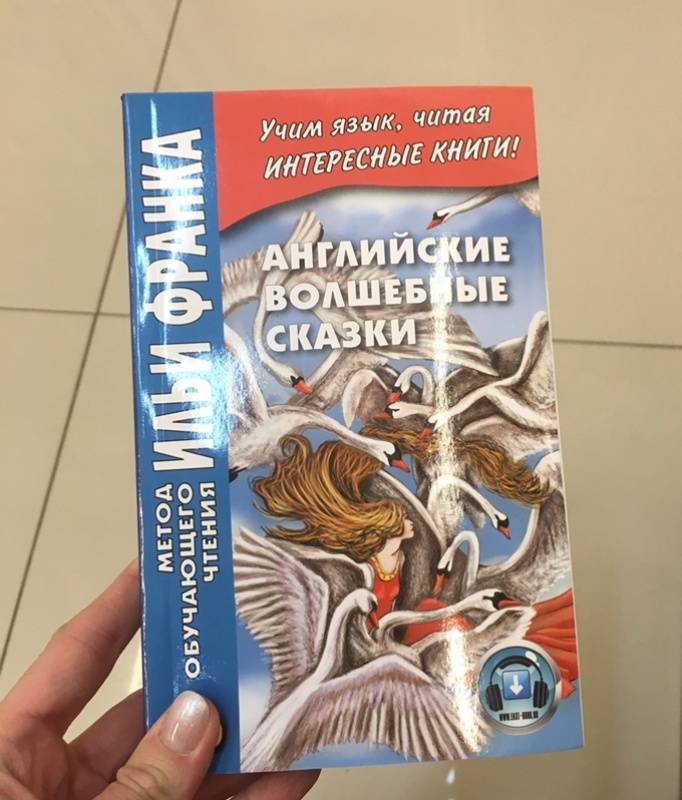 Учим язык, читая
ИНТЕРЕСНЫЕ КНИГИ!
АНГЛИЙСКИЕ
ВОЛШЕБНЫЕ
СКАЗКИ
МЕТОД
ОБУЧАЮЩЕГО
ЧТЕНИЯ
ИЛЬИ ФРАНКА